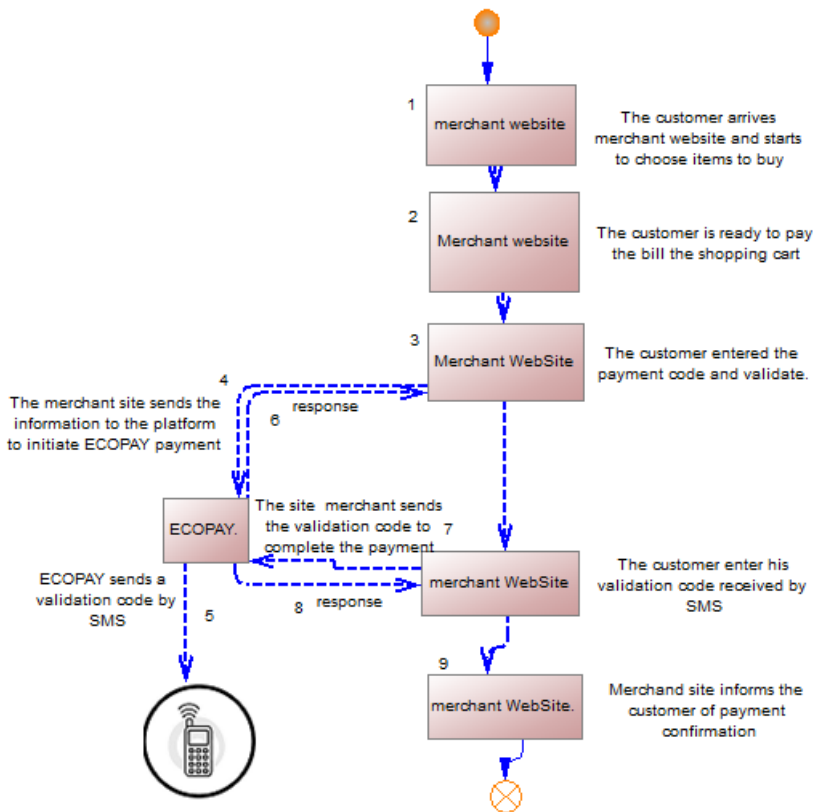 1
merchant website
The customer arrives
merchant website and starts
to choose items to buy
2
Merchant website
The customer is ready to pay
the bill the shopping cart
3
Merchant WebSite
The customer entered the
payment code and validate.
4
The merchant site sends the
information to the platform
to initiate ECOPAY payment
response
6
ECOPAY.
The site merchant sends
the validation code to
complete the payment
7
merchant WebSite
The customer enter his
validation code received by
SMS
ECOPAY sends a
validation code by
SMS
5
8
response
9
merchant WebSite.
Merchand site informs the
customer of payment
confirmation